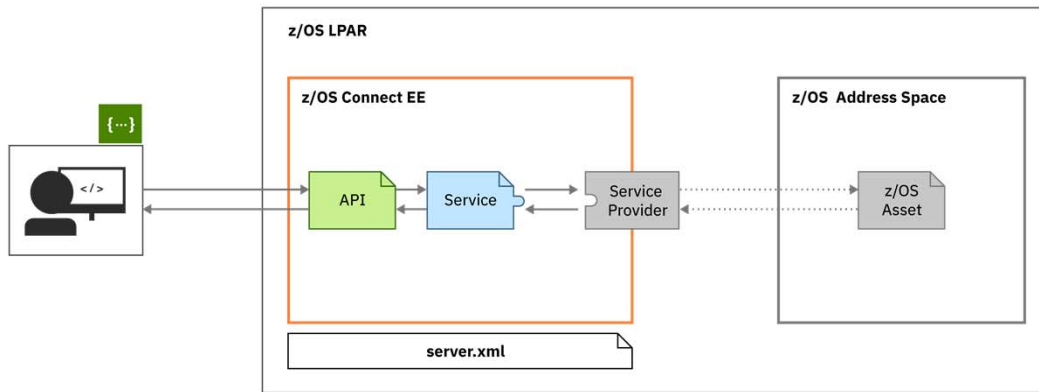 z/OS LPAR
z/OS Connect EE
z/OS Address Space
{...}
</>
API
Service
Service
Provider
z/OS
Asset
server.xml